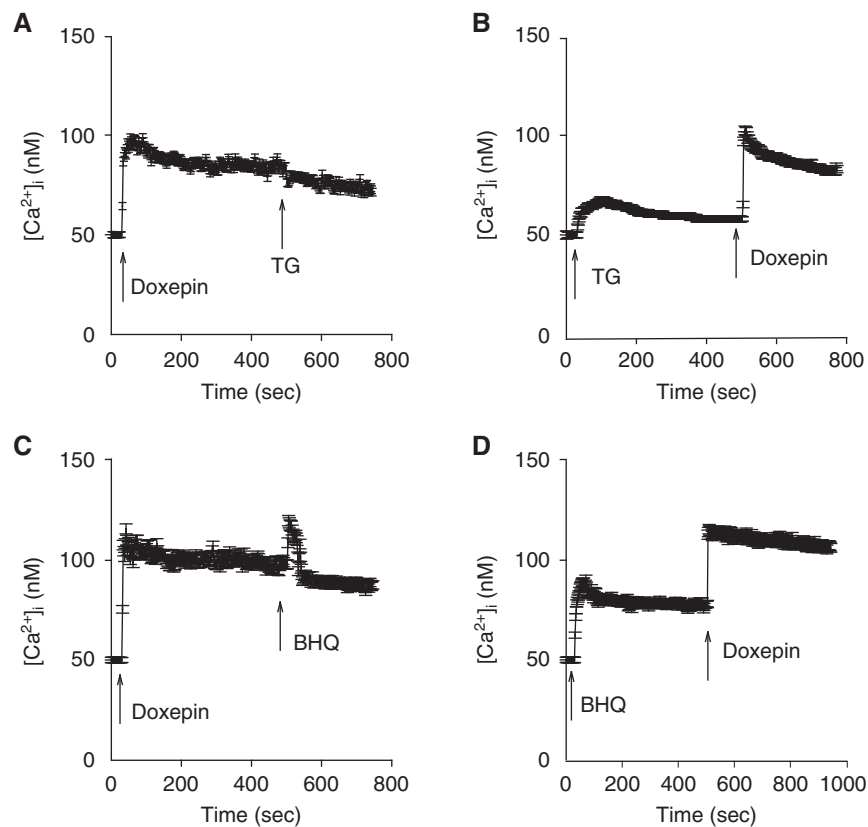 A
150
100
50
0
[Ca²⁺]ᵢ (nM)
Doxepin
TG
0 200 400 600 800
Time (sec)
B
150
100
50
0
[Ca²⁺]ᵢ (nM)
TG
Doxepin
0 200 400 600 800
Time (sec)
C
150
100
50
0
[Ca²⁺]ᵢ (nM)
Doxepin
BHQ
0 200 400 600 800
Time (sec)
D
150
100
50
0
[Ca²⁺]ᵢ (nM)
BHQ
Doxepin
0 200 400 600 800 1000
Time (sec)